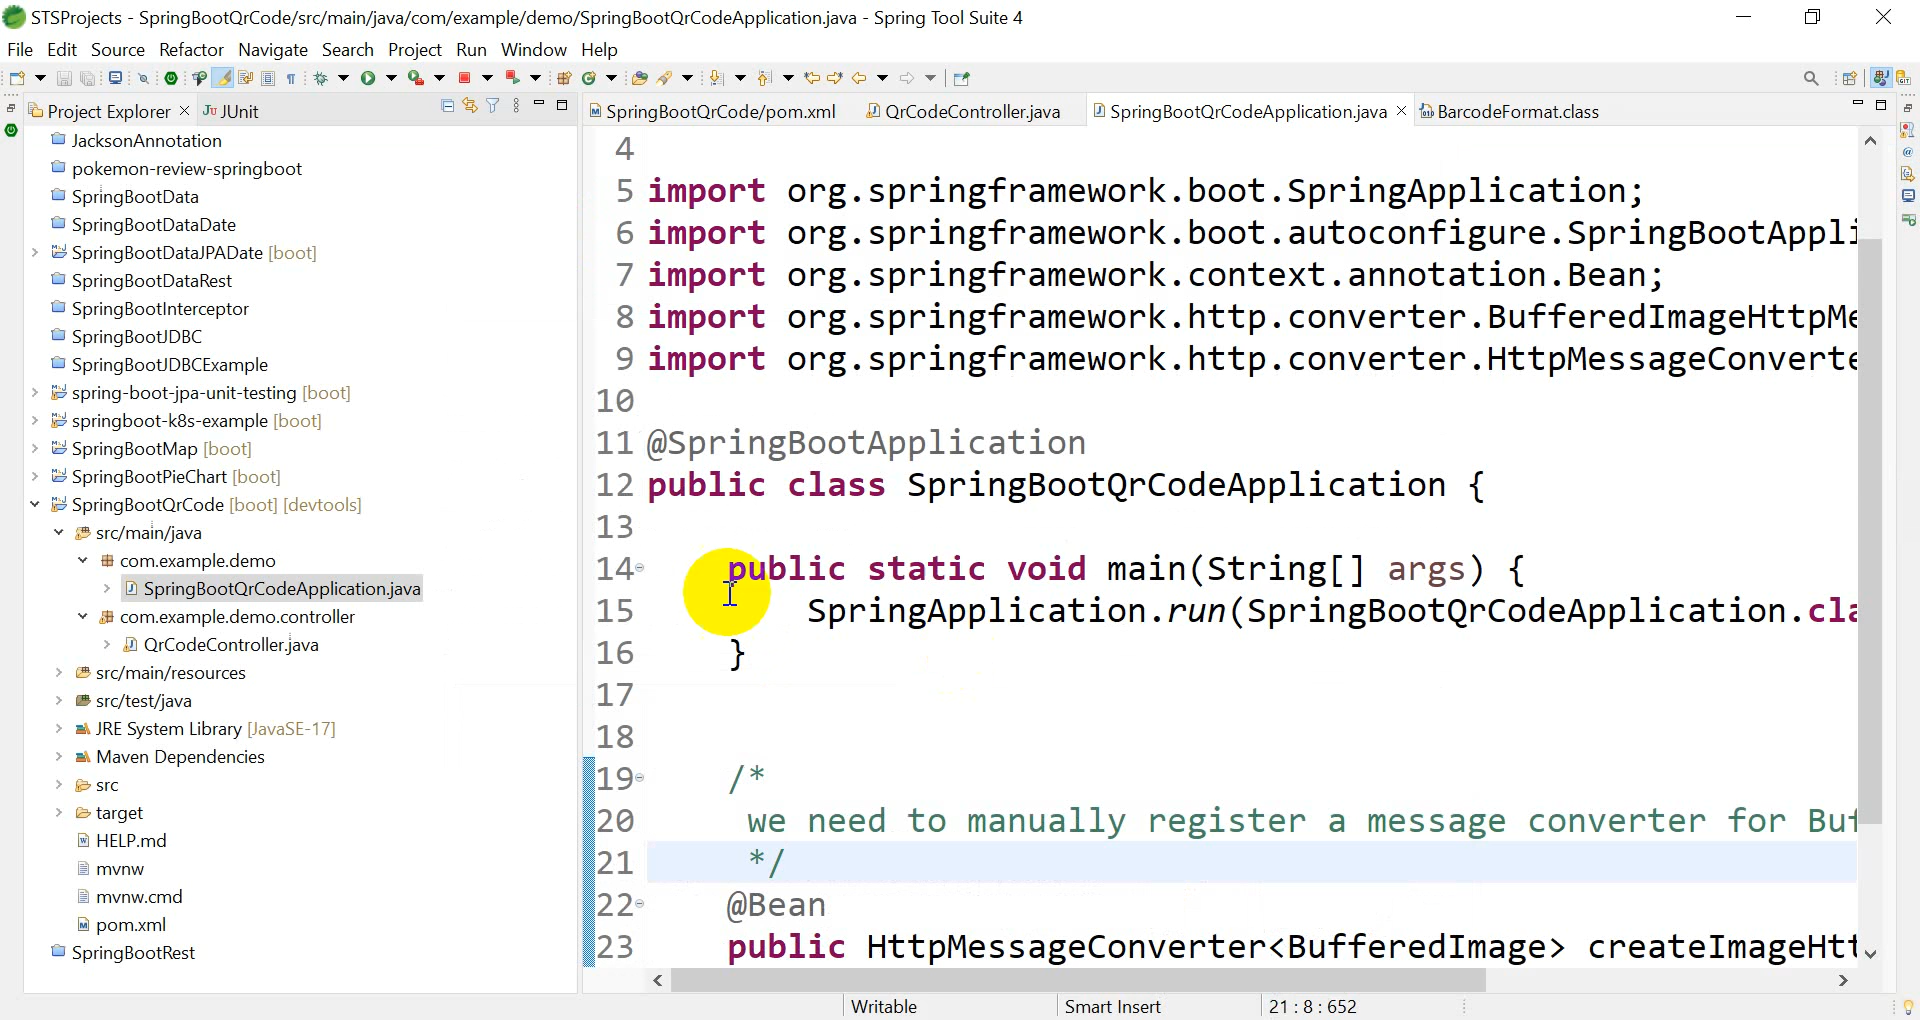 STSProjects - SpringBootQrCode/src/main/java/com/example/demo/SpringBootQrCodeApplication.java - Spring Tool Suite 4
File Edit Source Refactor Navigate Search Project Run Window Help
Project Explorer
JUnit
JacksonAnnotation
pokemon-review-springboot
SpringBootData
SpringBootDataDate
SpringBootDataJPADate [boot]
SpringBootDataRest
SpringBootInterceptor
SpringBootJDBC
SpringBootJDBCExample
spring-boot-jpa-unit-testing [boot]
springboot-k8s-example [boot]
SpringBootMap [boot]
SpringBootPieChart [boot]
SpringBootQrCode [boot] [devtools]
src/main/java
com.example.demo
SpringBootQrCodeApplication.java
com.example.demo.controller
QrCodeController.java
src/main/resources
src/test/java
JRE System Library [JavaSE-17]
Maven Dependencies
src
target
HELP.md
mvnw
mvnw.cmd
pom.xml
SpringBootRest
SpringBootQrCode/pom.xml
QrCodeController.java
SpringBootQrCodeApplication.java
BarcodeFormat.class
4
5 import org.springframework.boot.SpringApplication;
6 import org.springframework.boot.autoconfigure.SpringBootAppli
7 import org.springframework.context.annotation.Bean;
8 import org.springframework.http.converter.BufferedImageHttpMe
9 import org.springframework.http.converter.HttpMessageConverte
10
11 @SpringBootApplication
12 public class SpringBootQrCodeApplication {
13
14 public static void main(String[] args) {
15 SpringApplication.run(SpringBootQrCodeApplication.cla
16 }
17
18
19 /*
20 we need to manually register a message converter for Buf
21 */
22 @Bean
23 public HttpMessageConverter<BufferedImage> createImageHtt
Writable
Smart Insert
21 : 8 : 652